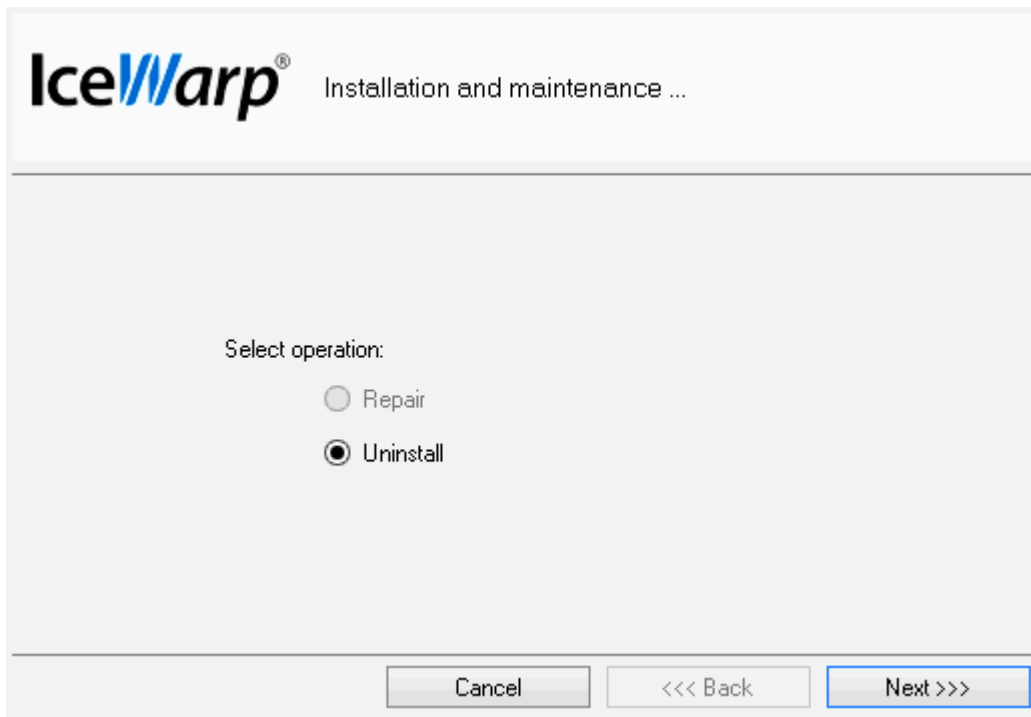 IceWarp®
Installation and maintenance ...
Select operation:
Repair
Uninstall
Cancel
<<< Back
Next >>>